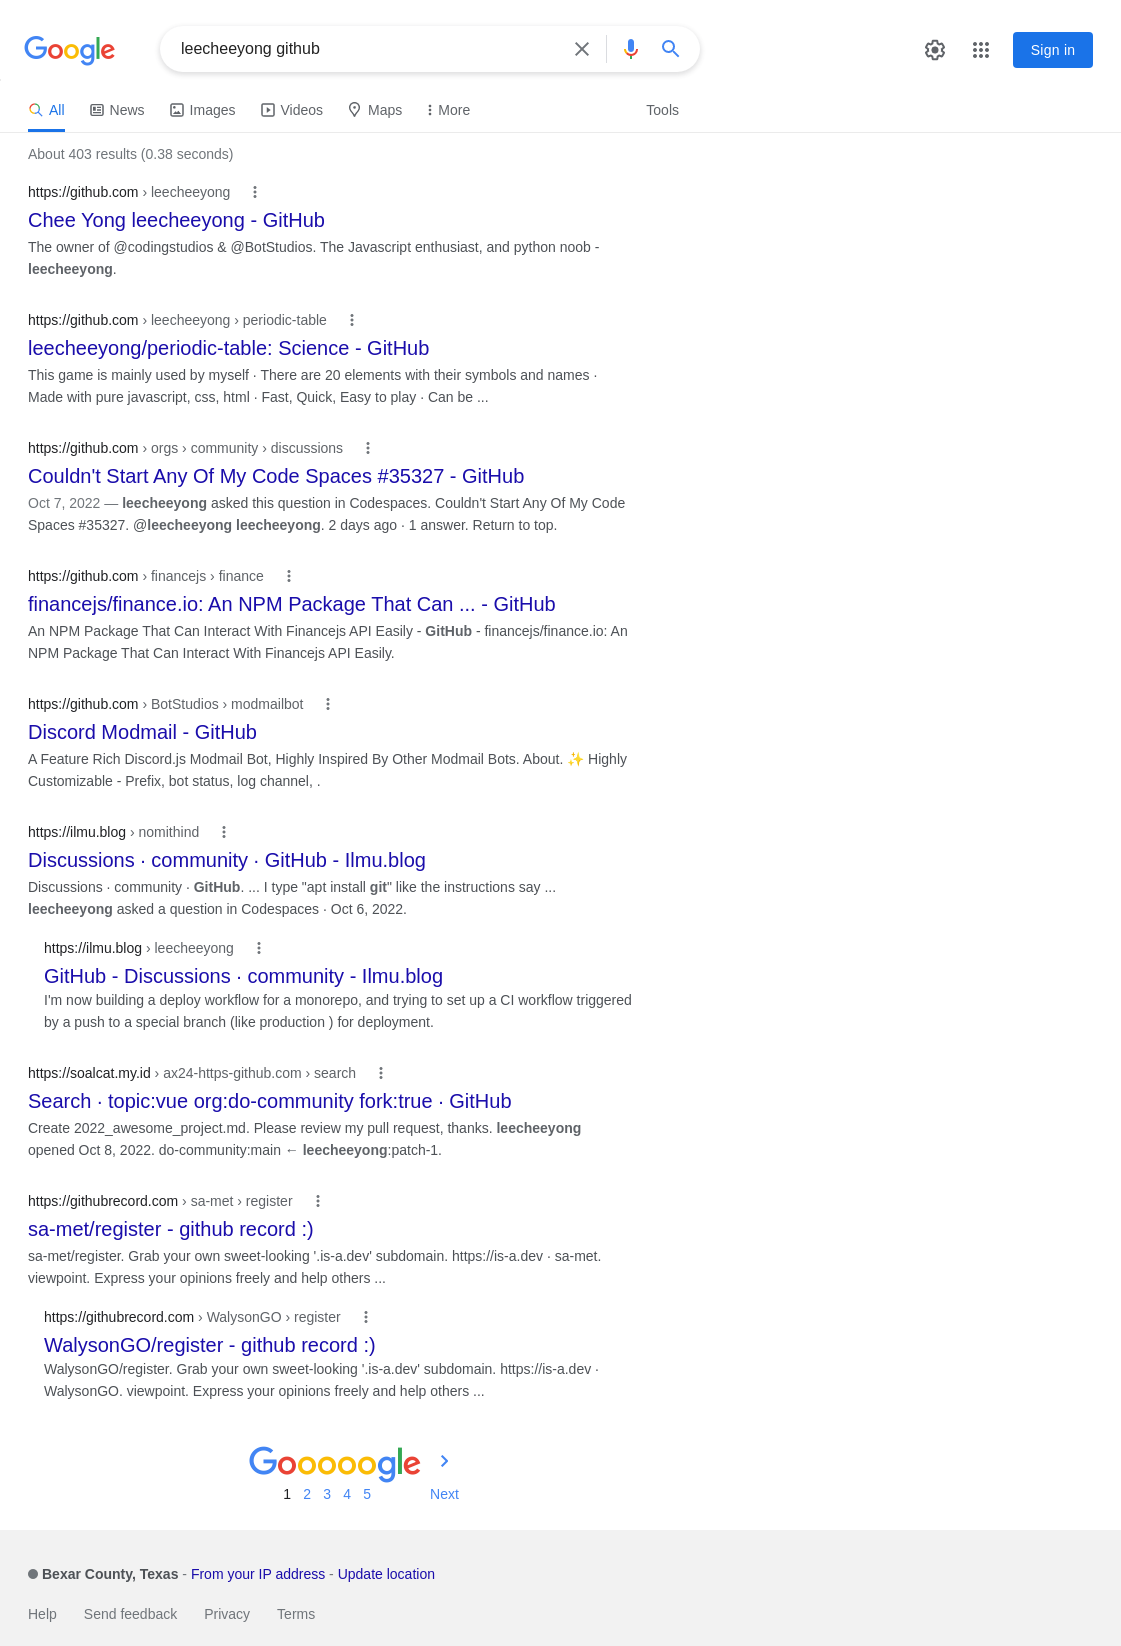 Google
leecheeyong github
Sign in
All
News
Images
Videos
Maps
More
Tools
About 403 results (0.38 seconds)
https://github.com › leecheeyong
Chee Yong leecheeyong - GitHub
The owner of @codingstudios & @BotStudios. The Javascript enthusiast, and python noob -
leecheeyong.
https://github.com › leecheeyong › periodic-table
leecheeyong/periodic-table: Science - GitHub
This game is mainly used by myself · There are 20 elements with their symbols and names ·
Made with pure javascript, css, html · Fast, Quick, Easy to play · Can be ...
https://github.com › orgs › community › discussions
Couldn't Start Any Of My Code Spaces #35327 - GitHub
Oct 7, 2022 — leecheeyong asked this question in Codespaces. Couldn't Start Any Of My Code
Spaces #35327. @leecheeyong leecheeyong. 2 days ago · 1 answer. Return to top.
https://github.com › financejs › finance
financejs/finance.io: An NPM Package That Can ... - GitHub
An NPM Package That Can Interact With Financejs API Easily - GitHub - financejs/finance.io: An
NPM Package That Can Interact With Financejs API Easily.
https://github.com › BotStudios › modmailbot
Discord Modmail - GitHub
A Feature Rich Discord.js Modmail Bot, Highly Inspired By Other Modmail Bots. About. ✨ Highly
Customizable - Prefix, bot status, log channel, .
https://ilmu.blog › nomithind
Discussions · community · GitHub - Ilmu.blog
Discussions · community · GitHub. ... I type "apt install git" like the instructions say ...
leecheeyong asked a question in Codespaces · Oct 6, 2022.
https://ilmu.blog › leecheeyong
GitHub - Discussions · community - Ilmu.blog
I'm now building a deploy workflow for a monorepo, and trying to set up a CI workflow triggered
by a push to a special branch (like production ) for deployment.
https://soalcat.my.id › ax24-https-github.com › search
Search · topic:vue org:do-community fork:true · GitHub
Create 2022_awesome_project.md. Please review my pull request, thanks. leecheeyong
opened Oct 8, 2022. do-community:main ← leecheeyong:patch-1.
https://githubrecord.com › sa-met › register
sa-met/register - github record :)
sa-met/register. Grab your own sweet-looking '.is-a.dev' subdomain. https://is-a.dev · sa-met.
viewpoint. Express your opinions freely and help others ...
https://githubrecord.com › WalysonGO › register
WalysonGO/register - github record :)
WalysonGO/register. Grab your own sweet-looking '.is-a.dev' subdomain. https://is-a.dev ·
WalysonGO. viewpoint. Express your opinions freely and help others ...
Gooooogle
1 2 3 4 5 Next
Bexar County, Texas - From your IP address - Update location
Help Send feedback Privacy Terms